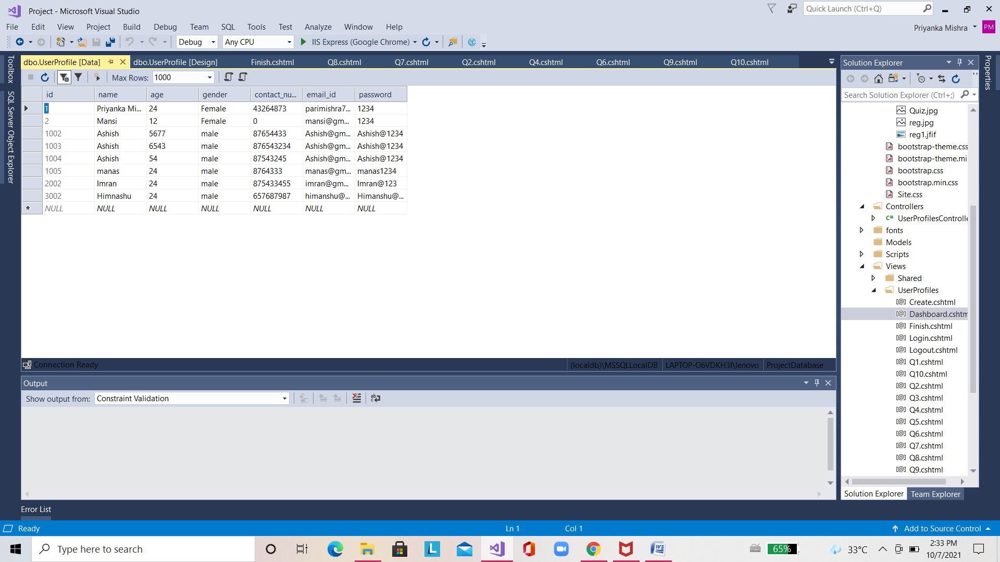 Project - Microsoft Visual Studio
Quick Launch (Ctrl+Q)
File Edit View Project Build Debug Team SQL Tools Test Analyze Window Help
Priyanka Mishra PM
Debug Any CPU IIS Express (Google Chrome)
Toolbox
SQL Server Object Explorer
dbo.UserProfile [Data] dbo.UserProfile [Design] Finish.cshtml Q8.cshtml Q7.cshtml Q2.cshtml Q4.cshtml Q6.cshtml Q9.cshtml Q10.cshtml
Max Rows: 1000
id name age gender contact_nu... email_id password
1 Priyanka Mi... 24 Female 43264873 parimishra7... 1234
2 Mansi 12 Female 0 mansi@gm... 1234
1002 Ashish 5677 male 87654433 Ashish@gm... Ashish@1234
1003 Ashish 6543 male 876543234 Ashish@gm... Ashish@1234
1004 Ashish 54 male 87543245 Ashish@gm... Ashish@1234
1005 manas 24 male 8764333 manas@gm... manas1234
2002 Imran 24 male 875433455 imran@gm... Imran@123
3002 Himnashu 24 male 657687987 himanshu@... Himanshu@...
* NULL NULL NULL NULL NULL NULL NULL
Connection Ready (localdb)\MSSQLLocalDB LAPTOP-O6VDKH3I\lenovo ProjectDatabase
Output
Show output from: Constraint Validation
Error List
Solution Explorer
Search Solution Explorer (Ctrl+;)
Quiz.jpg
reg.jpg
reg1.jfif
bootstrap-theme.css
bootstrap-theme.mi
bootstrap.css
bootstrap.min.css
Site.css
Controllers
C# UserProfilesControlle
fonts
Models
Scripts
Views
Shared
UserProfiles
Create.cshtml
Dashboard.cshtm
Finish.cshtml
Login.cshtml
Logout.cshtml
Q1.cshtml
Q10.cshtml
Q2.cshtml
Q3.cshtml
Q4.cshtml
Q5.cshtml
Q6.cshtml
Q7.cshtml
Q8.cshtml
Q9.cshtml
Solution Explorer Team Explorer
Properties
Ready Ln 1 Col 1 Add to Source Control
Type here to search
L
65%
33°C
2:33 PM
10/7/2021